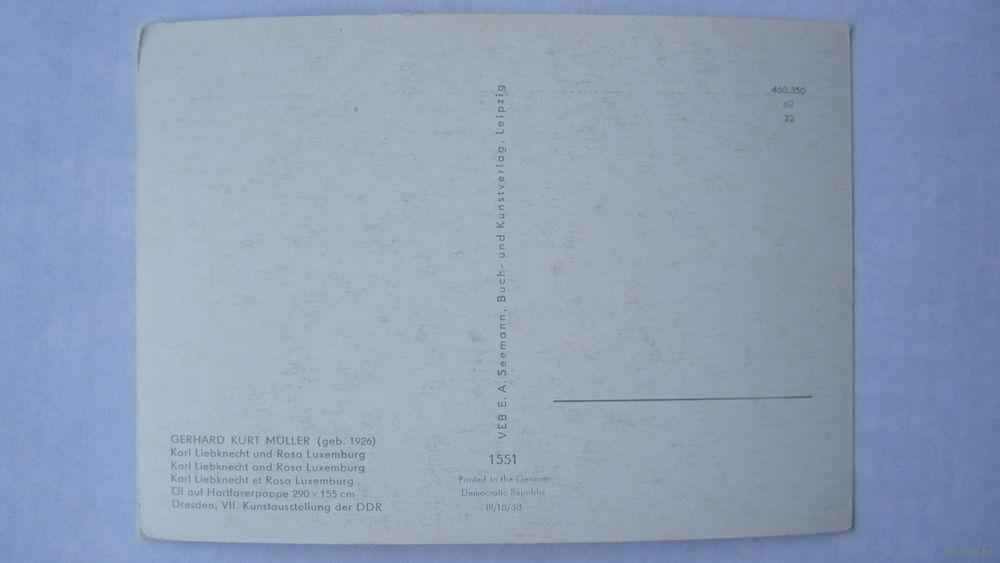 460.350
62
72
VEB E. A. Seemann, Buch- und Kunstverlag, Leipzig
GERHARD KURT MÜLLER (geb. 1926)
Karl Liebknecht und Rosa Luxemburg
Karl Liebknecht and Rosa Luxemburg
Karl Liebknecht et Rosa Luxemburg
Öl auf Hartfaserpappe 290 × 155 cm
Dresden, VII. Kunstausstellung der DDR
1551
Printed in the German
Democratic Republic
III/18/38